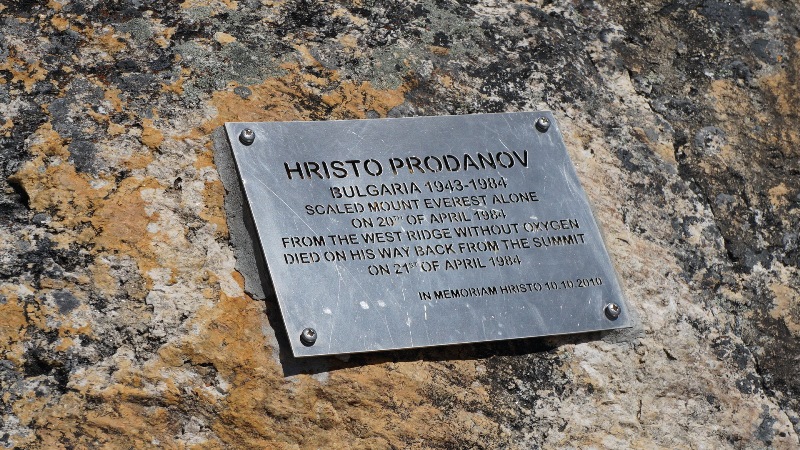 HRISTO PRODANOV
BULGARIA 1943-1984
SCALED MOUNT EVEREST ALONE
ON 20TH OF APRIL 1984
FROM THE WEST RIDGE WITHOUT OXYGEN
DIED ON HIS WAY BACK FROM THE SUMMIT
ON 21ST OF APRIL 1984
IN MEMORIAM HRISTO 10.10.2010